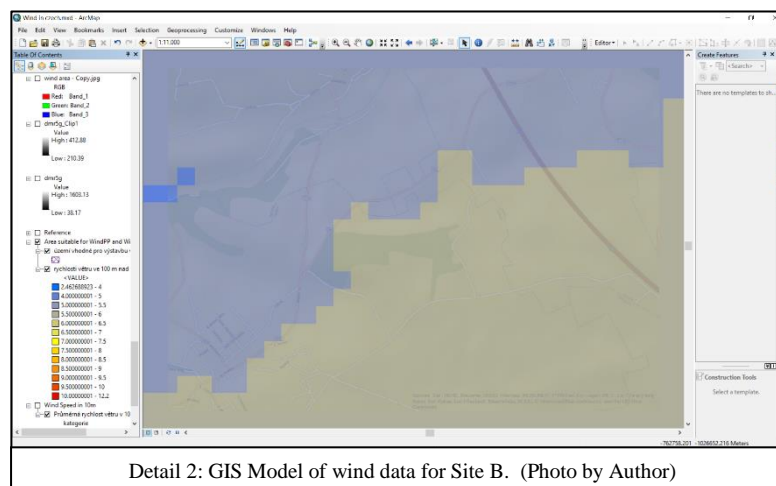 Wind in czech.mxd - ArcMap
File Edit View Bookmarks Insert Selection Geoprocessing Customize Windows Help
1:11,000
Editor
Table Of Contents
Create Features
<Search>
There are no templates to sh...
wind area - Copy.jpg
RGB
Red: Band_1
Green: Band_2
Blue: Band_3
dmr5g_Clip1
Value
High : 412.88
Low : 210.39
dmr5g
Value
High : 1603.13
Low : 38.17
Reference
Area suitable for WindPP and Wi
území vhodné pro výstavbu
rychlosti větru ve 100 m nad
<VALUE>
2.462688923 - 4
4.000000001 - 5
5.000000001 - 5.5
5.500000001 - 6
6.000000001 - 6.5
6.500000001 - 7
7.000000001 - 7.5
7.500000001 - 8
8.000000001 - 8.5
8.500000001 - 9
9.000000001 - 9.5
9.500000001 - 10
10.00000001 - 12.2
Wind Speed in 10m
Průměrná rychlost větru v 10
kategorie
Construction Tools
Select a template.
-762758.201 -1026652.216 Meters
Detail 2: GIS Model of wind data for Site B. (Photo by Author)